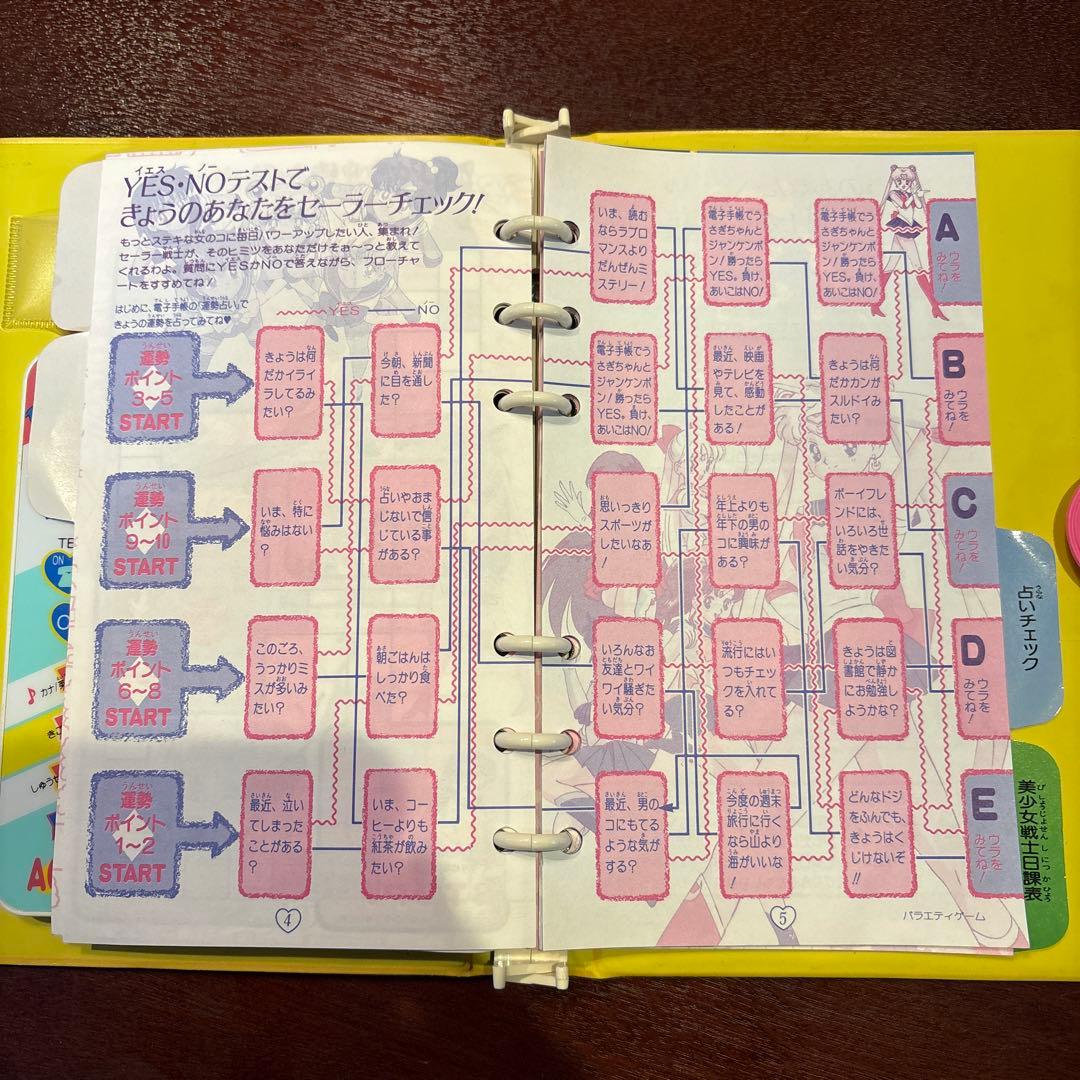 YES・NOテストで
きょうのあなたをセーラーチェック!
もっとステキな女のコに毎日パワーアップしたい人、集まれ!
セーラー戦士が、そのヒミツをあなただけそぉ~っと教えて
くれるわよ。質問にYESかNOで答えながら、フローチャ
ートをすすめてね!
はじめに、電子手帳の「運勢占い」で
きょうの運勢を占ってみてね♥
YES
NO
運勢
ポイント
3~5
START
きょうは何
だかイライ
ラしてるみ
たい?
今朝、新聞
に目を通し
た?
運勢
ポイント
9~10
START
いま、特に
悩みはない
?
占いやおま
じないで信
じている事
がある?
運勢
ポイント
6~8
START
このごろ、
うっかりミ
スが多いみ
たい?
朝ごはんは
しっかり食
べた?
運勢
ポイント
1~2
START
最近、泣い
てしまった
ことがある
?
いま、コー
ヒーよりも
紅茶が飲み
たい?
4
いま、読む
ならラブロ
マンスより
だんぜんミ
ステリー!
電子手帳でう
さぎちゃんと
ジャンケンポ
ン!勝ったら
YES。負け、
あいこはNO!
電子手帳でう
さぎちゃんと
ジャンケンポ
ン!勝ったら
YES。負け、
あいこはNO!
A
ウラを
みてね!
電子手帳でう
さぎちゃんと
ジャンケンポ
ン!勝ったら
YES。負け、
あいこはNO!
最近、映画
やテレビを
見て、感動
したことが
ある!
きょうは何
だかカンが
スルドイみ
たい?
B
ウラを
みてね!
思いっきり
スポーツが
したいなあ
!
年上よりも
年下の男の
コに興味が
ある?
ボーイフレ
ンドには、
いろいろ世
話をやきた
い気分?
C
ウラを
みてね!
いろんなお
友達とワイ
ワイ騒ぎた
い気分?
流行にはい
つもチェッ
クを入れて
る?
きょうは図
書館で静か
にお勉強し
ようかな?
D
ウラを
みてね!
最近、男の
コにもてる
ような気が
する?
今度の週末
旅行に行く
なら山より
海がいいな
!
どんなドジ
をふんでも、
きょうはく
じけないぞ
!!
E
ウラを
みてね!
5
バラエティゲーム
占いチェック
美少女戦士日課表
ON